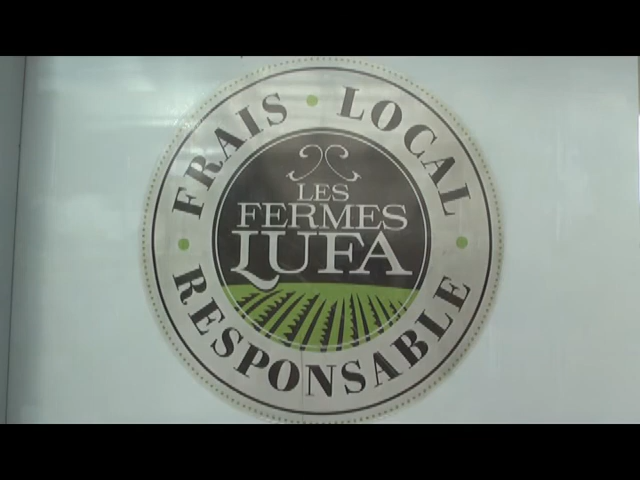 FRAIS • LOCAL
LES
FERMES
LUFA
• RESPONSABLE •